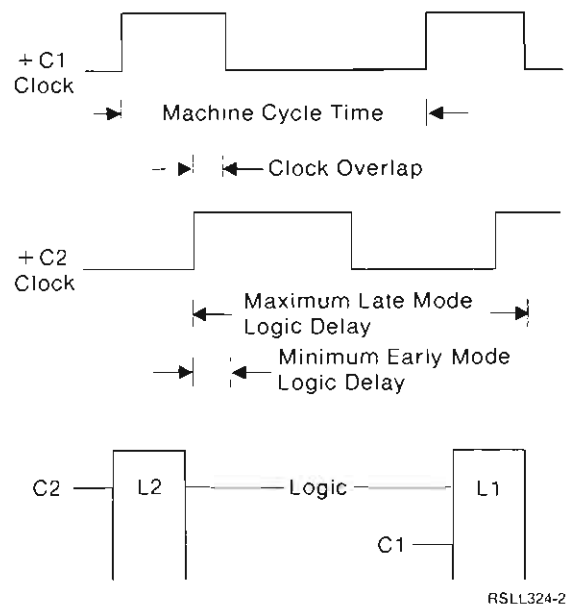 + C1
Clock
Machine Cycle Time
Clock Overlap
+ C2
Clock
Maximum Late Mode
Logic Delay
Minimum Early Mode
Logic Delay
C2 L2 Logic L1
C1
RSLL324-2